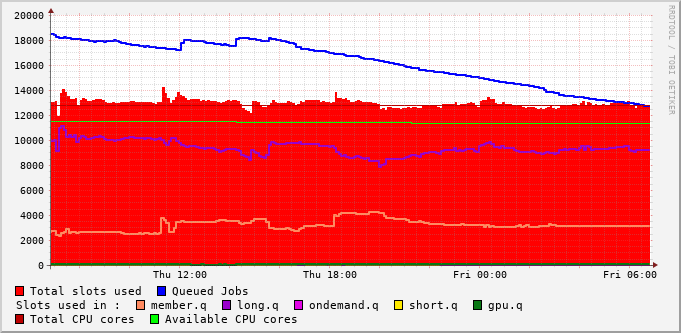 20000
18000
16000
14000
12000
10000
8000
6000
4000
2000
0
Thu 12:00 Thu 18:00 Fri 00:00 Fri 06:00
RRDTOOL / TOBI OETIKER
Total slots used Queued Jobs
Slots used in : member.q long.q ondemand.q short.q gpu.q
Total CPU cores Available CPU cores